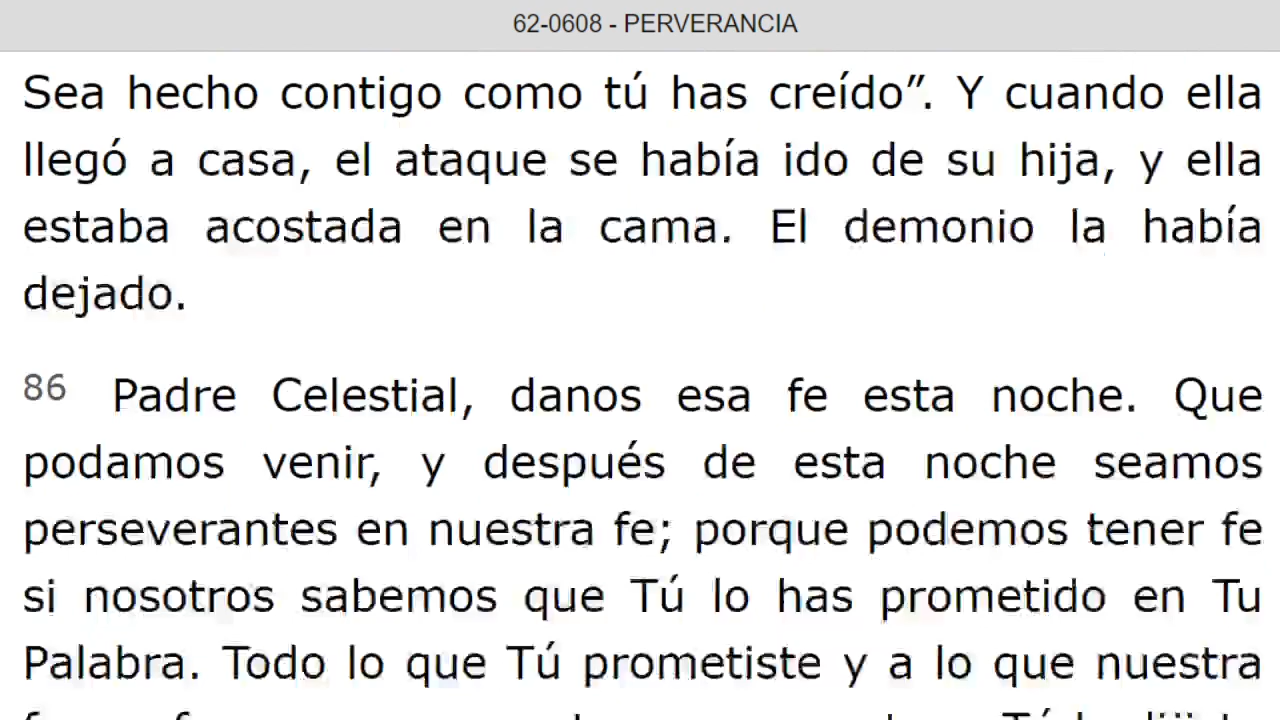 62-0608 - PERVERANCIA
Sea hecho contigo como tú has creído”. Y cuando ella
llegó a casa, el ataque se había ido de su hija, y ella
estaba acostada en la cama. El demonio la había
dejado.
86 Padre Celestial, danos esa fe esta noche. Que
podamos venir, y después de esta noche seamos
perseverantes en nuestra fe; porque podemos tener fe
si nosotros sabemos que Tú lo has prometido en Tu
Palabra. Todo lo que Tú prometiste y a lo que nuestra